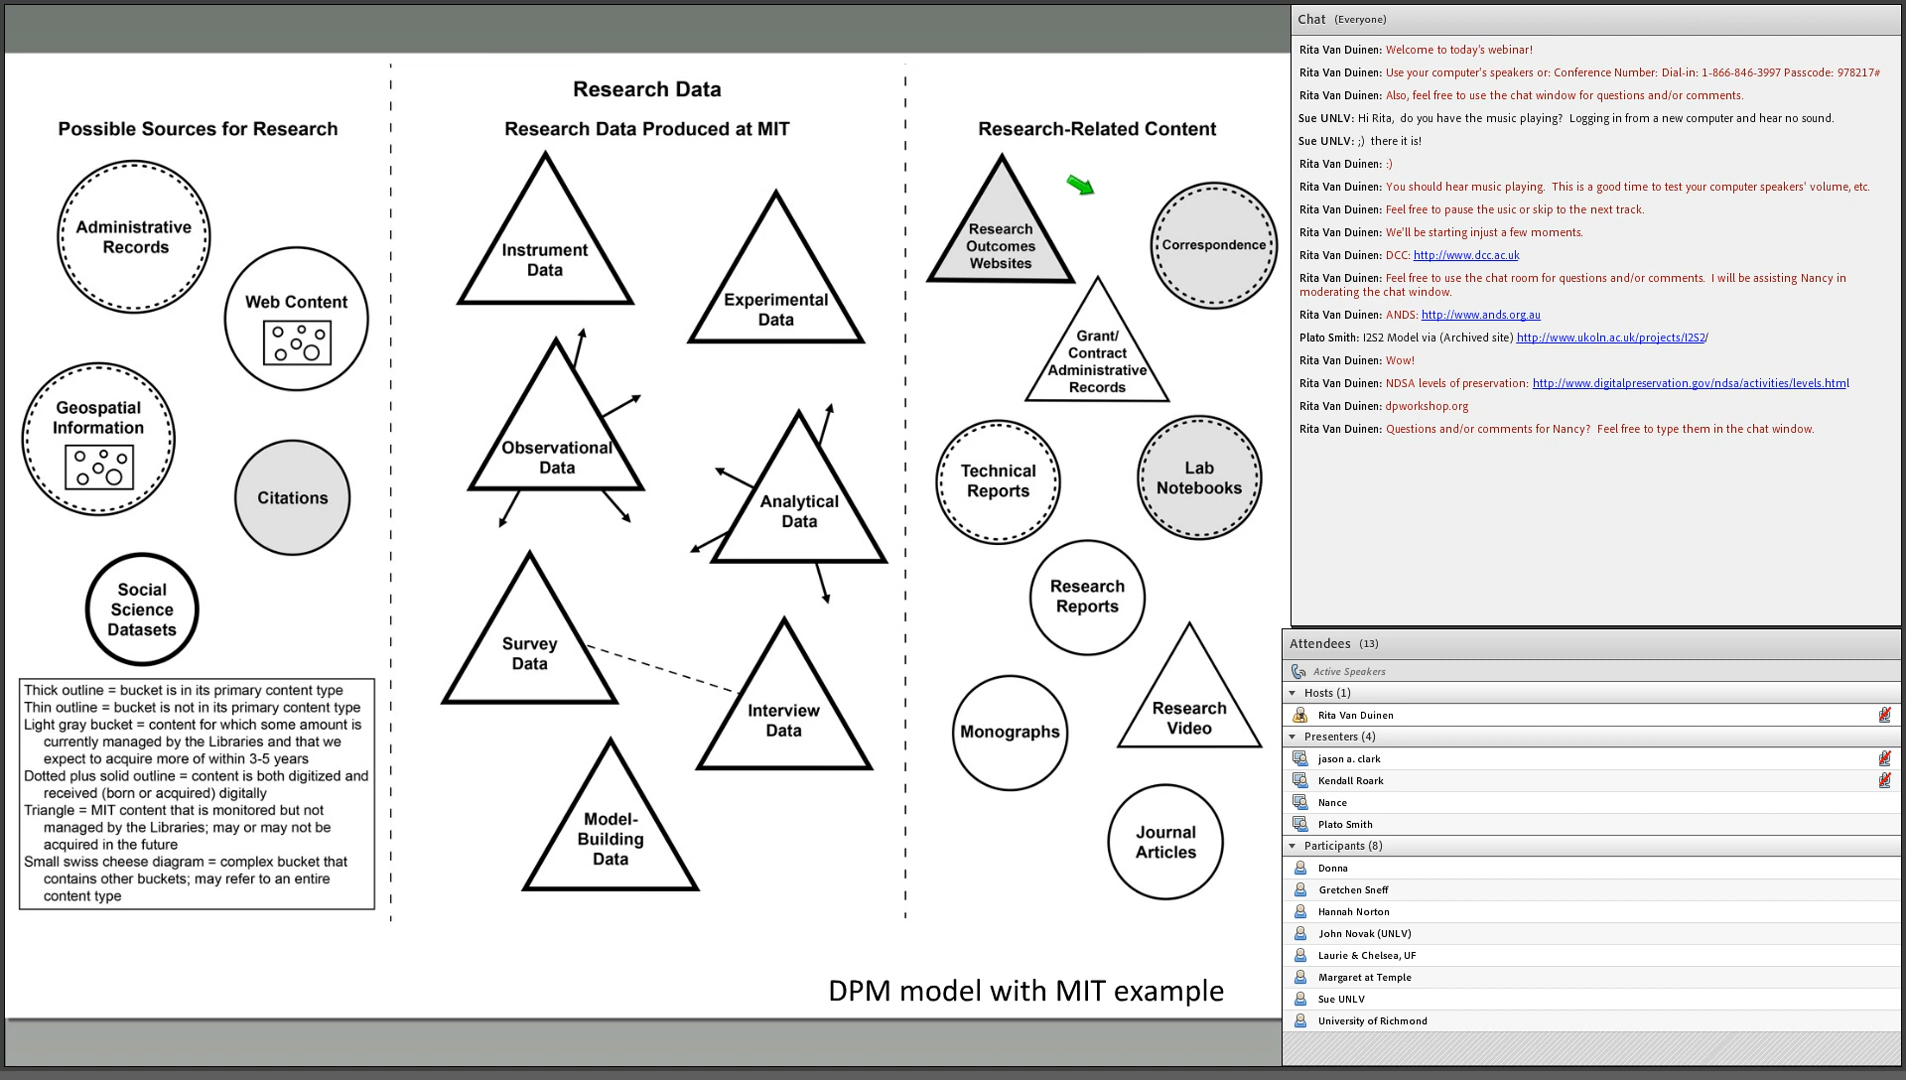 Research Data
Possible Sources for Research
Administrative
Records
Web Content
Geospatial
Information
Citations
Social
Science
Datasets
Thick outline = bucket is in its primary content type
Thin outline = bucket is not in its primary content type
Light gray bucket = content for which some amount is
currently managed by the Libraries and that we
expect to acquire more of within 3-5 years
Dotted plus solid outline = content is both digitized and
received (born or acquired) digitally
Triangle = MIT content that is monitored but not
managed by the Libraries; may or may not be
acquired in the future
Small swiss cheese diagram = complex bucket that
contains other buckets; may refer to an entire
content type
Research Data Produced at MIT
Instrument
Data
Experimental
Data
Observational
Data
Analytical
Data
Survey
Data
Interview
Data
Model-
Building
Data
Research-Related Content
Research
Outcomes
Websites
Correspondence
Grant/
Contract
Administrative
Records
Technical
Reports
Lab
Notebooks
Research
Reports
Monographs
Research
Video
Journal
Articles
DPM model with MIT example
Chat (Everyone)
Rita Van Duinen: Welcome to today's webinar!
Rita Van Duinen: Use your computer's speakers or: Conference Number: Dial-in: 1-866-846-3997 Passcode: 978217#
Rita Van Duinen: Also, feel free to use the chat window for questions and/or comments.
Sue UNLV: Hi Rita, do you have the music playing? Logging in from a new computer and hear no sound.
Sue UNLV: ;) there it is!
Rita Van Duinen: :)
Rita Van Duinen: You should hear music playing. This is a good time to test your computer speakers' volume, etc.
Rita Van Duinen: Feel free to pause the usic or skip to the next track.
Rita Van Duinen: We'll be starting injust a few moments.
Rita Van Duinen: DCC: http://www.dcc.ac.uk
Rita Van Duinen: Feel free to use the chat room for questions and/or comments. I will be assisting Nancy in
moderating the chat window.
Rita Van Duinen: ANDS: http://www.ands.org.au
Plato Smith: I2S2 Model via (Archived site) http://www.ukoln.ac.uk/projects/I2S2/
Rita Van Duinen: Wow!
Rita Van Duinen: NDSA levels of preservation: http://www.digitalpreservation.gov/ndsa/activities/levels.html
Rita Van Duinen: dpworkshop.org
Rita Van Duinen: Questions and/or comments for Nancy? Feel free to type them in the chat window.
Attendees (13)
Active Speakers
Hosts (1)
Rita Van Duinen
Presenters (4)
jason a. clark
Kendall Roark
Nance
Plato Smith
Participants (8)
Donna
Gretchen Sneff
Hannah Norton
John Novak (UNLV)
Laurie & Chelsea, UF
Margaret at Temple
Sue UNLV
University of Richmond